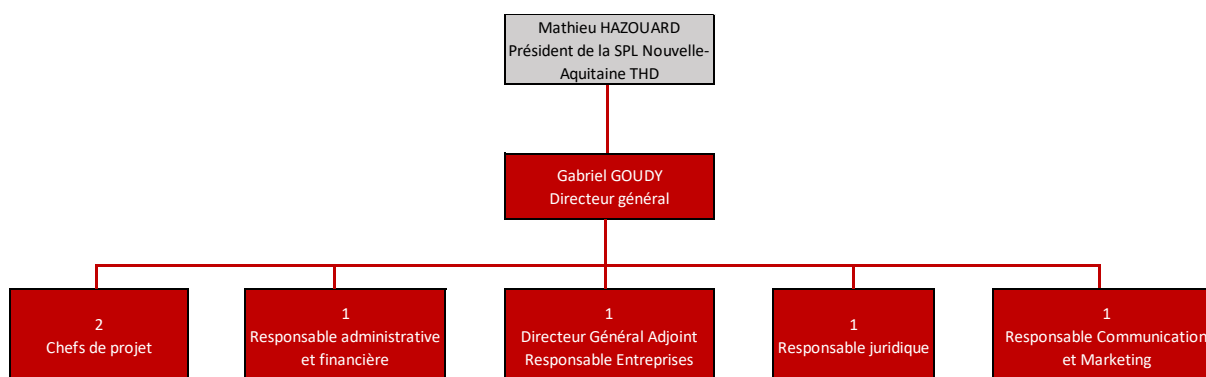 Mathieu HAZOUARD
Président de la SPL Nouvelle-
Aquitaine THD
Gabriel GOUDY
Directeur général
2
Chefs de projet
1
Responsable administrative
et financière
1
Directeur Général Adjoint
Responsable Entreprises
1
Responsable juridique
1
Responsable Communication
et Marketing